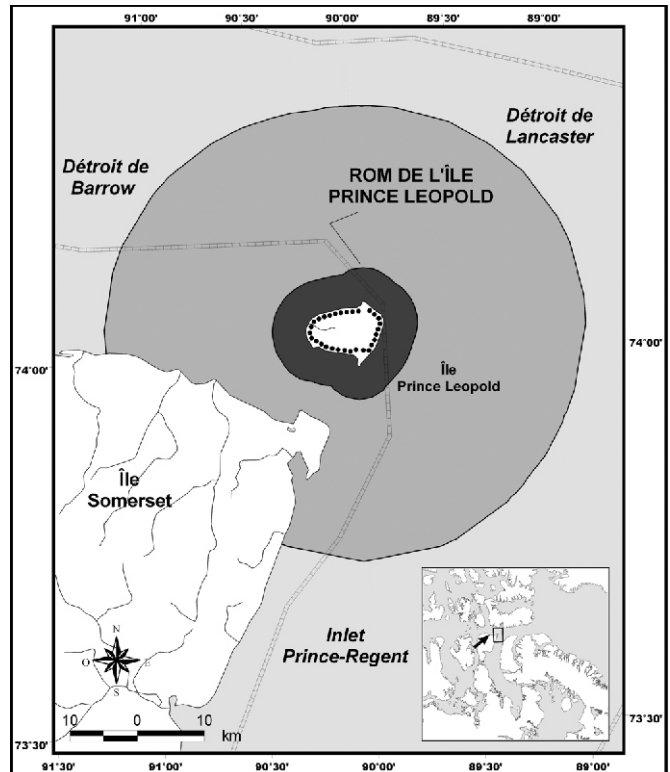 91°00' 90°30' 90°00' 89°30' 89°00'
Détroit de
Lancaster
Détroit de
Barrow
ROM DE L'ÎLE
PRINCE LEOPOLD
74°00'
74°00'
Île
Prince Leopold
Île
Somerset
Inlet
Prince-Regent
N
O E
S
10 0 10
km
73°30'
73°30'
91°30' 91°00' 90°30' 90°00' 89°30' 89°00'